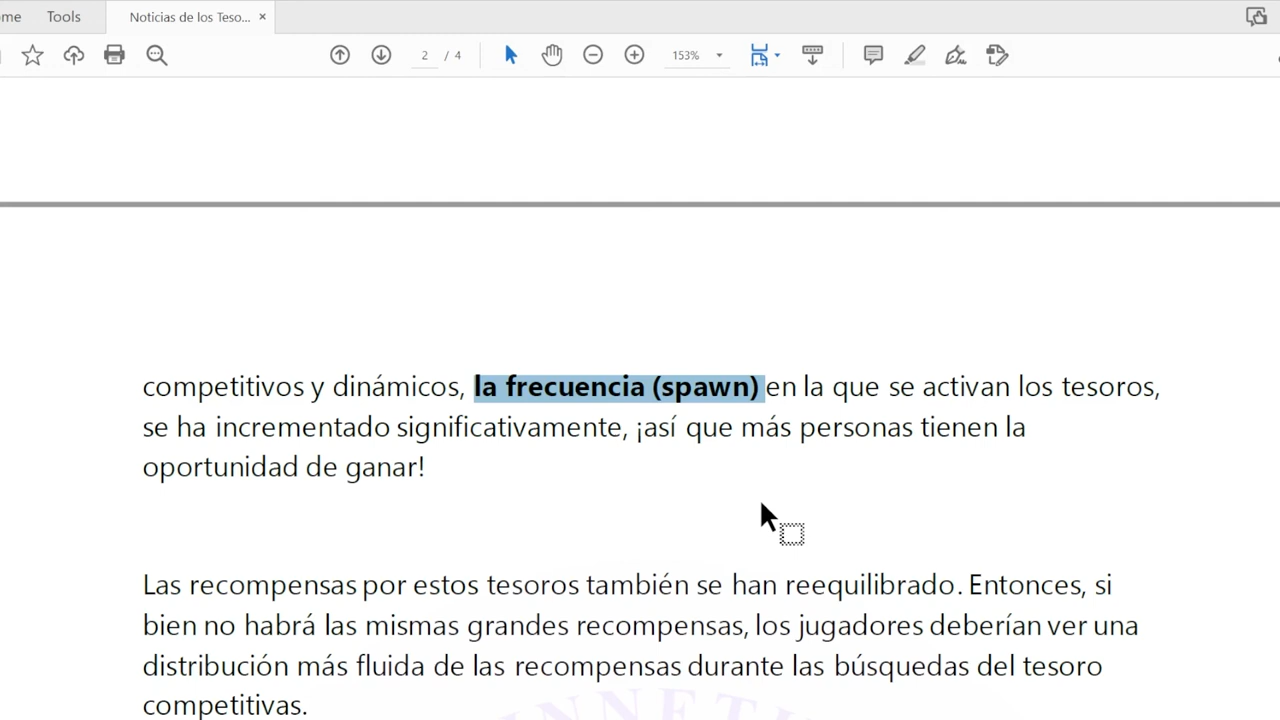 ome Tools Noticias de los Teso... ×
2 / 4 153%
competitivos y dinámicos, la frecuencia (spawn) en la que se activan los tesoros,
se ha incrementado significativamente, ¡así que más personas tienen la
oportunidad de ganar!
Las recompensas por estos tesoros también se han reequilibrado. Entonces, si
bien no habrá las mismas grandes recompensas, los jugadores deberían ver una
distribución más fluida de las recompensas durante las búsquedas del tesoro
competitivas.